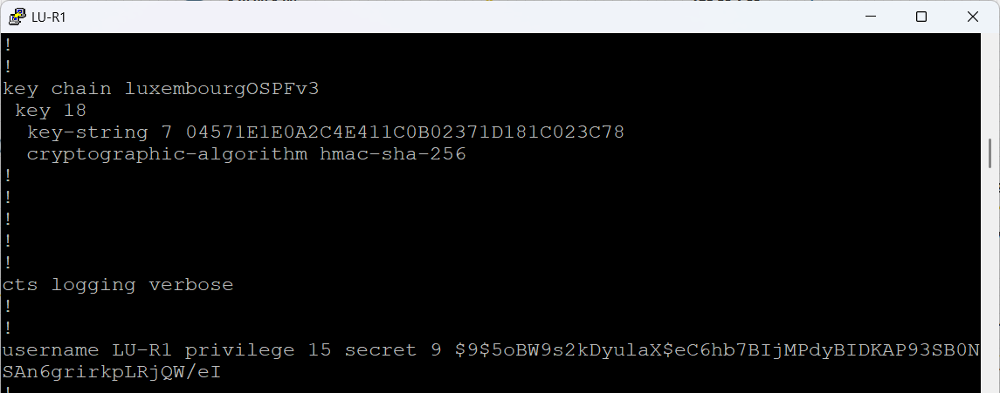 LU-R1
!
!
key chain luxembourgOSPFv3
key 18
key-string 7 04571E1E0A2C4E411C0B02371D181C023C78
cryptographic-algorithm hmac-sha-256
!
!
!
!
!
cts logging verbose
!
!
username LU-R1 privilege 15 secret 9 $9$5oBW9s2kDyulaX$eC6hb7BIjMPdyBIDKAP93SB0N
SAn6grirkpLRjQW/eI
!